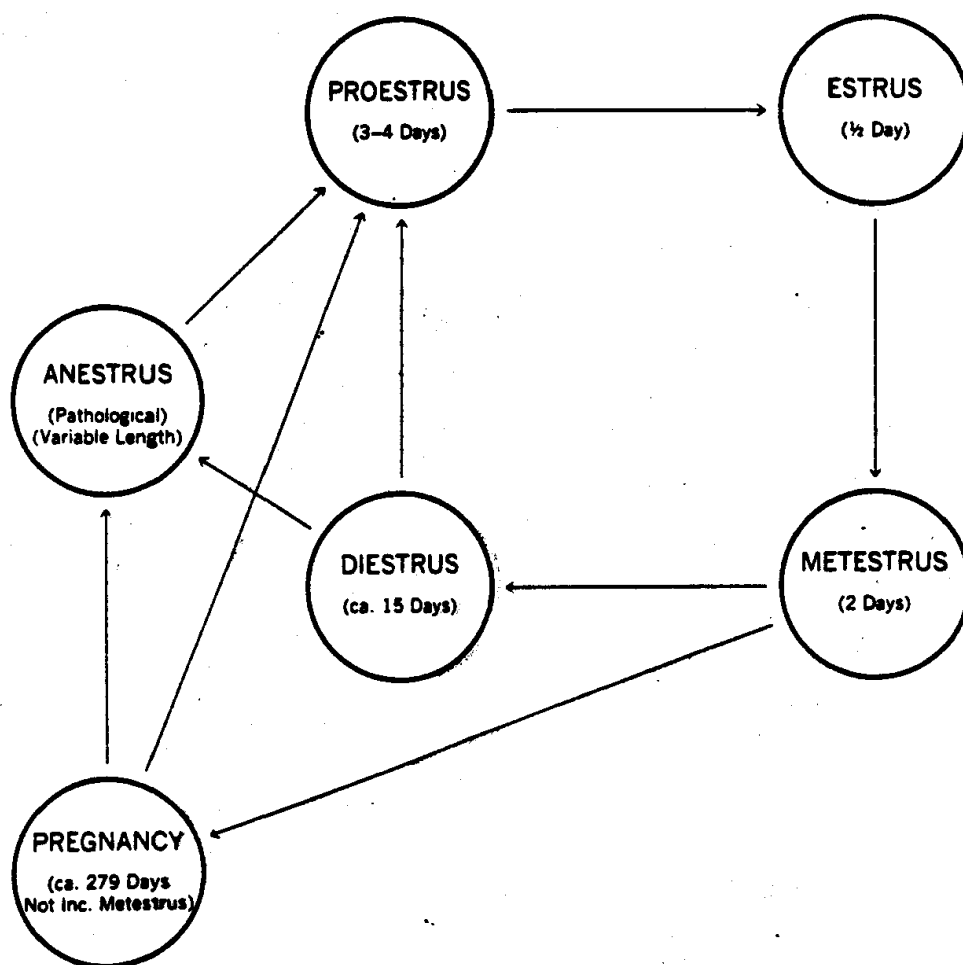 PROESTRUS
(3–4 Days)
ESTRUS
(½ Day)
ANESTRUS
(Pathological)
(Variable Length)
DIESTRUS
(ca. 15 Days)
METESTRUS
(2 Days)
PREGNANCY
(ca. 279 Days
Not Inc. Metestrus)